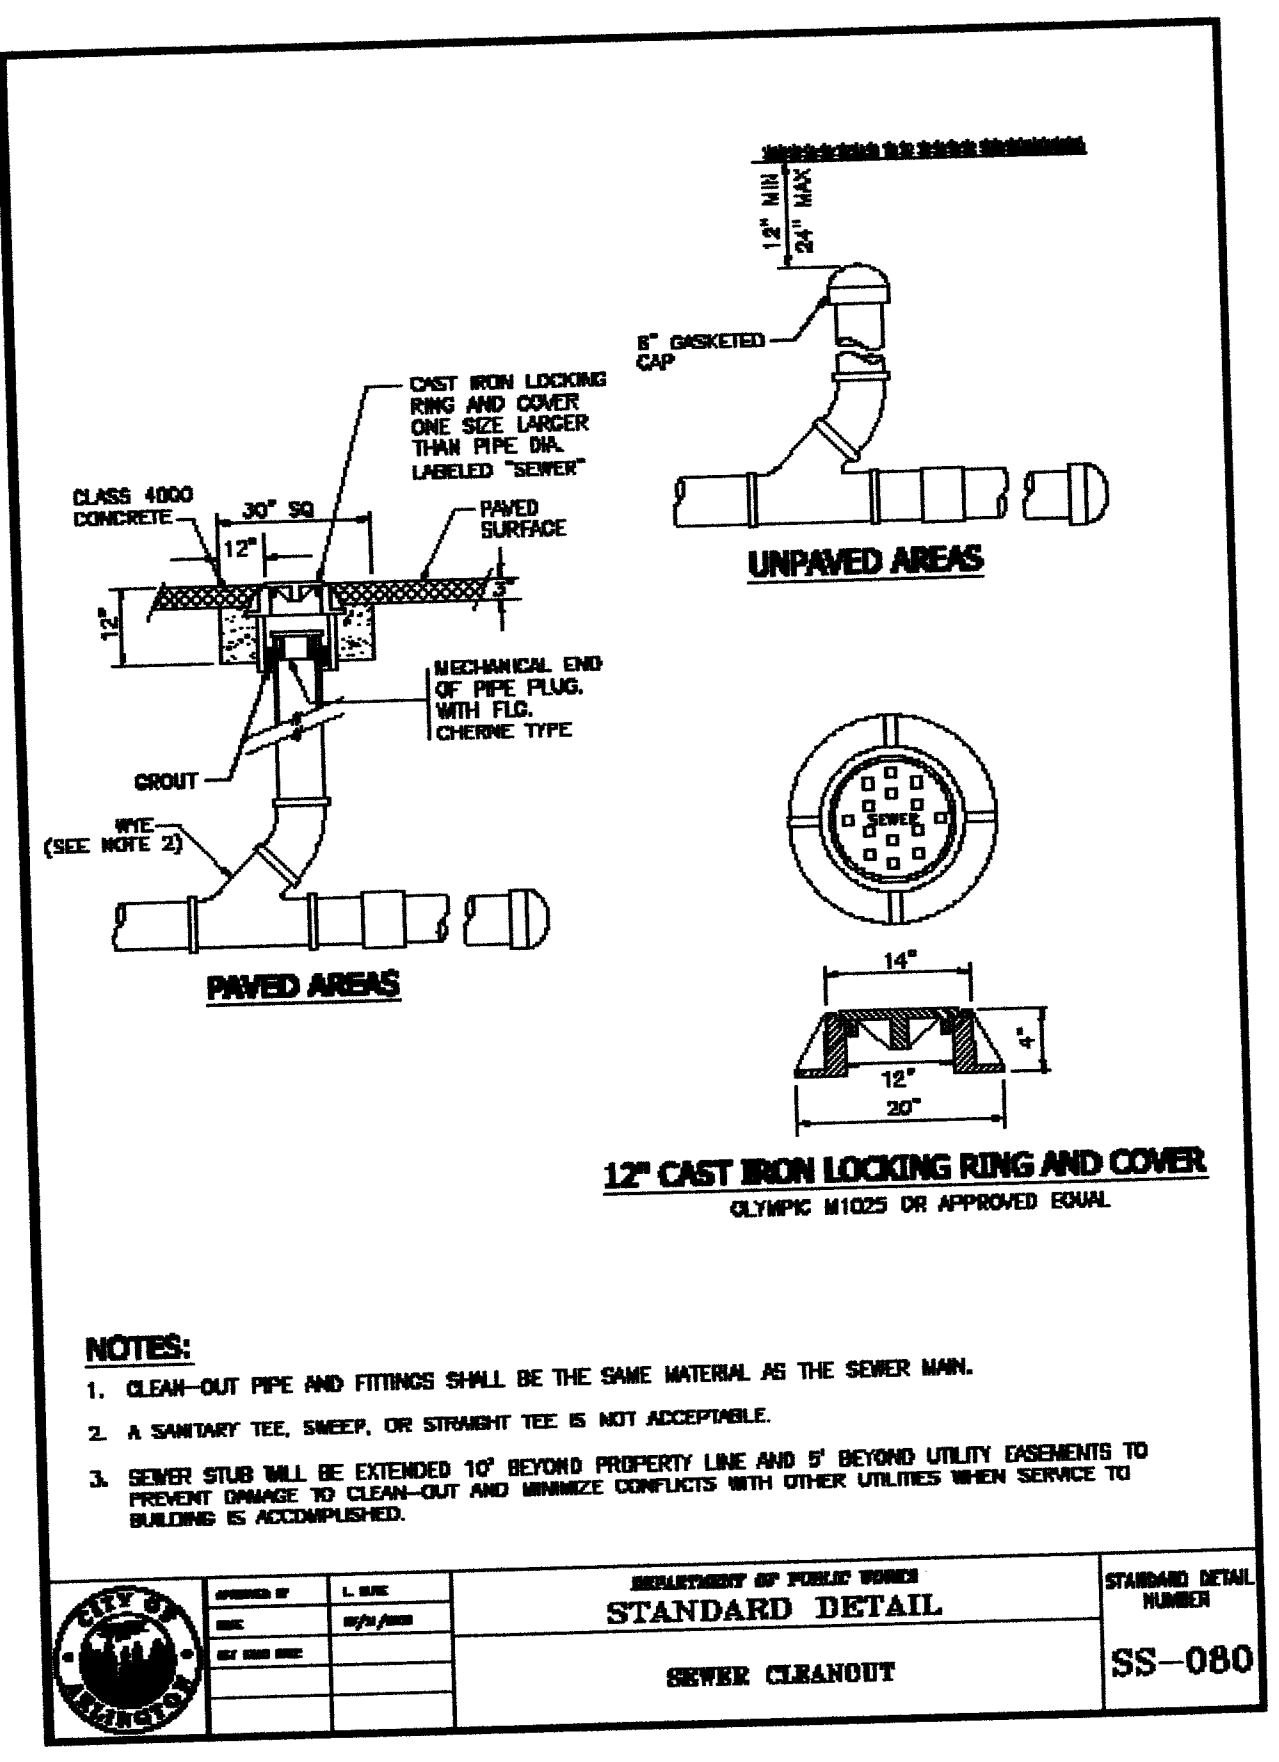 12" MIN
24" MAX
8" GASKETED
CAP
UNPAVED AREAS
CAST IRON LOCKING
RING AND COVER
ONE SIZE LARGER
THAN PIPE DIA.
LABELED "SEWER"
CLASS 4000
CONCRETE
30" SQ
12"
PAVED
SURFACE
3"
12"
MECHANICAL END
OF PIPE PLUG.
WITH FLG.
CHERNE TYPE
GROUT
WYE
(SEE NOTE 2)
PAVED AREAS
SEWER
14"
4"
12"
20"
12" CAST IRON LOCKING RING AND COVER
OLYMPIC M1025 OR APPROVED EQUAL
NOTES:
1. CLEAN-OUT PIPE AND FITTINGS SHALL BE THE SAME MATERIAL AS THE SEWER MAIN.
2. A SANITARY TEE, SWEEP, OR STRAIGHT TEE IS NOT ACCEPTABLE.
3. SEWER STUB WILL BE EXTENDED 10' BEYOND PROPERTY LINE AND 5' BEYOND UTILITY EASEMENTS TO
PREVENT DAMAGE TO CLEAN-OUT AND MINIMIZE CONFLICTS WITH OTHER UTILITIES WHEN SERVICE TO
BUILDING IS ACCOMPLISHED.
CITY OF
ARLINGTON
APPROVED BY
DATE
DEPARTMENT OF PUBLIC WORKS
STANDARD DETAIL
SEWER CLEANOUT
STANDARD DETAIL
NUMBER
SS-080